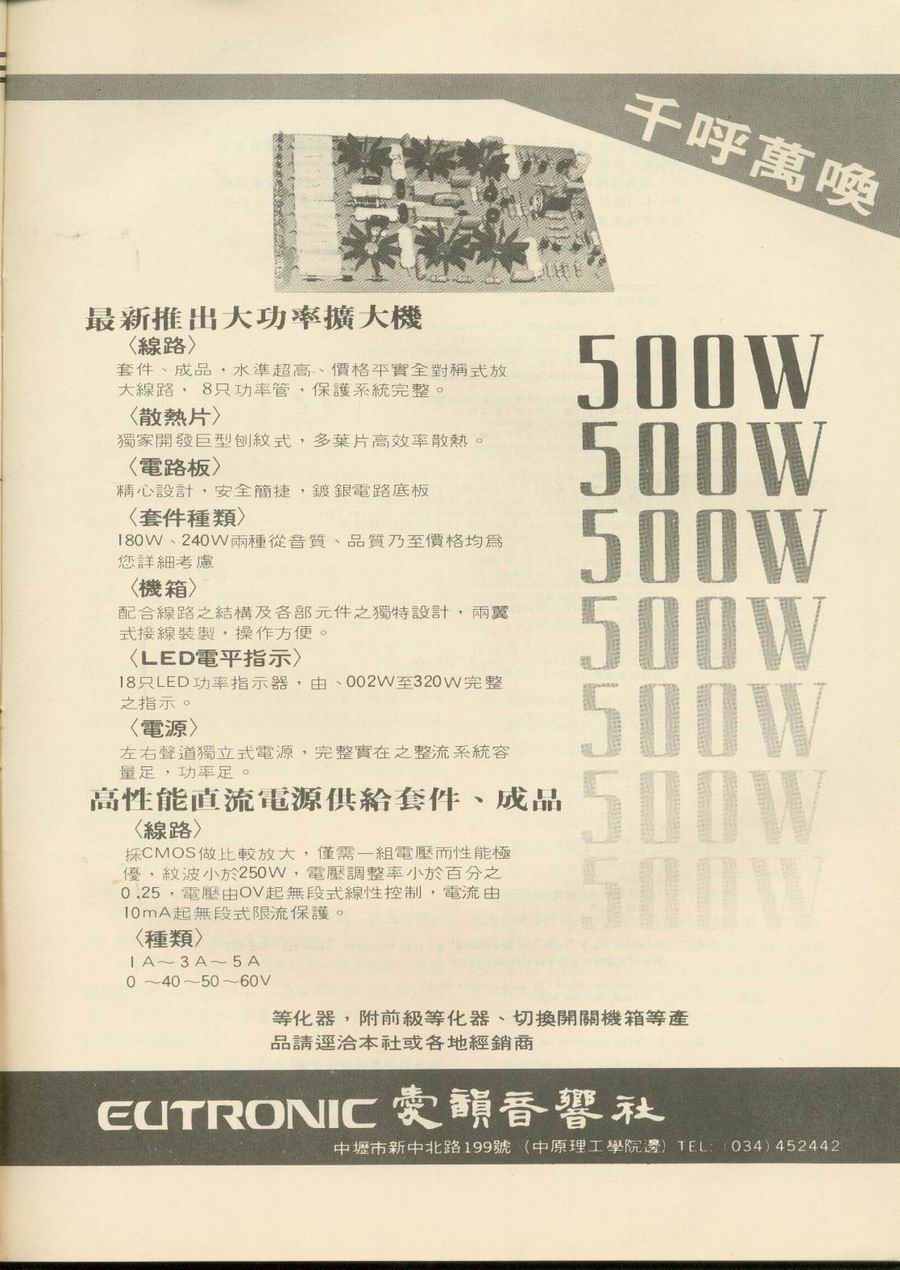 千呼萬喚
最新推出大功率擴大機
〈線路〉
套件、成品，水準超高、價格平實全對稱式放
大線路， 8只功率管，保護系統完整。
〈散熱片〉
獨家開發巨型刨紋式，多葉片高效率散熱。
〈電路板〉
精心設計，安全簡捷，鍍銀電路底板
〈套件種類〉
180W、240W兩種從音質、品質乃至價格均為
您詳細考慮
〈機箱〉
配合線路之結構及各部元件之獨特設計，兩翼
式接線裝製，操作方便。
〈LED電平指示〉
18只LED功率指示器，由、002W至320W完整
之指示。
〈電源〉
左右聲道獨立式電源，完整實在之整流系統容
量足，功率足。
500W
500W
500W
500W
500W
500W
500W
高性能直流電源供給套件、成品
〈線路〉
採CMOS做比較放大，僅需一組電壓而性能極
優，紋波小於250W，電壓調整率小於百分之
0.25，電壓由OV起無段式線性控制，電流由
10mA起無段式限流保護。
〈種類〉
1A～3A～5A
0～40～50～60V
等化器，附前級等化器、切換開關機箱等產
品請逕洽本社或各地經銷商
EUTRONIC 愛韻音響社
中壢市新中北路199號（中原理工學院邊）TEL:（034）452442